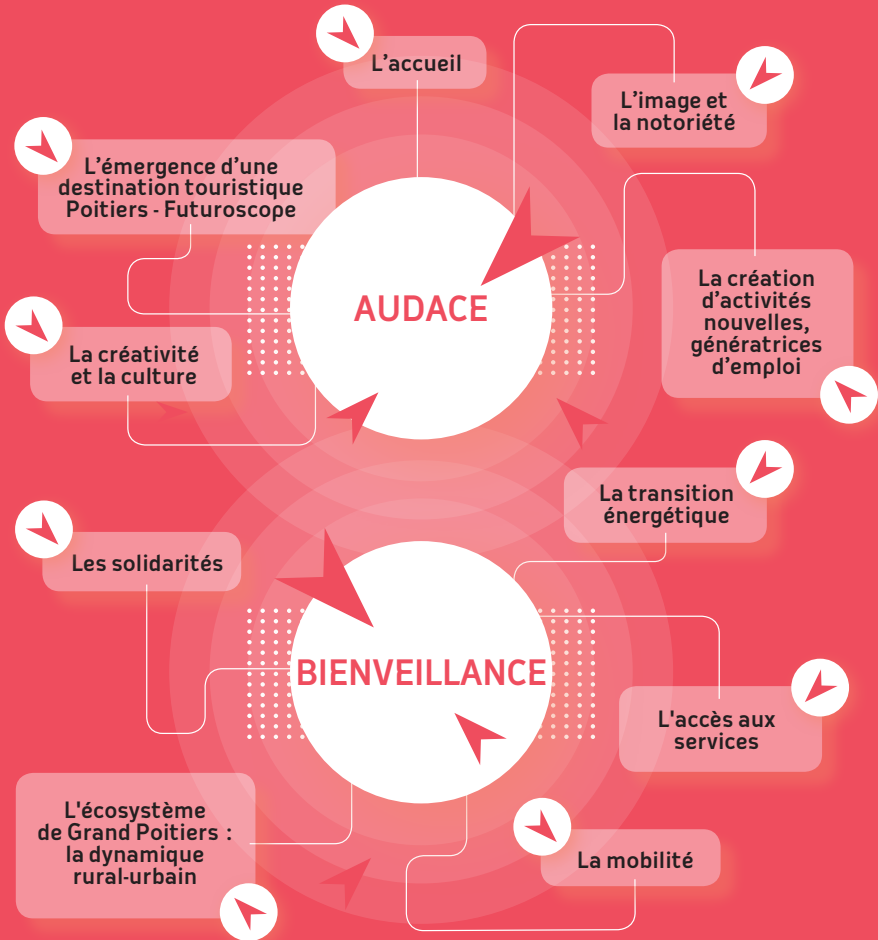 L'accueil
L'image et
la notoriété
L'émergence d'une
destination touristique
Poitiers - Futuroscope
La création
d'activités
nouvelles,
génératrices
d'emploi
AUDACE
La créativité
et la culture
La transition
énergétique
Les solidarités
BIENVEILLANCE
L'accès aux
services
L'écosystème
de Grand Poitiers :
la dynamique
rural-urbain
La mobilité